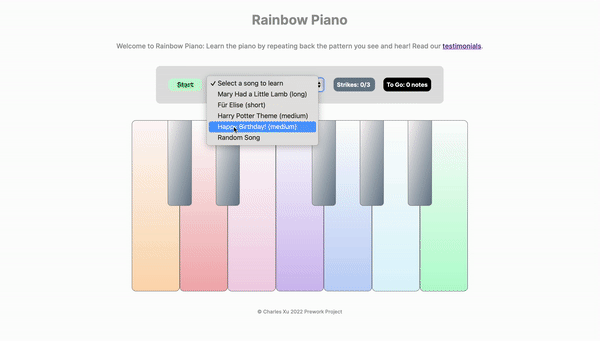 Rainbow Piano
Welcome to Rainbow Piano: Learn the piano by repeating back the pattern you see and hear! Read our testimonials.
Start
✓ Select a song to learn
Mary Had a Little Lamb (long)
Für Elise (short)
Harry Potter Theme (medium)
Happy Birthday! (medium)
Random Song
Strikes: 0/3
To Go: 0 notes
© Charles Xu 2022 Prework Project